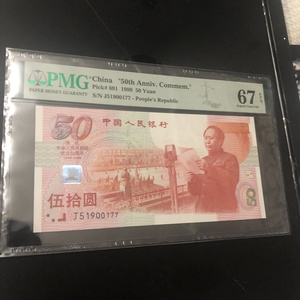 PMG
PAPER MONEY GUARANTY
China "50th Anniv. Commem."
Pick# 891 1999 50 Yuan
S/N J51900177 - People's Republic
67 EPQ
中国人民银行
50
伍拾圆
J51900177